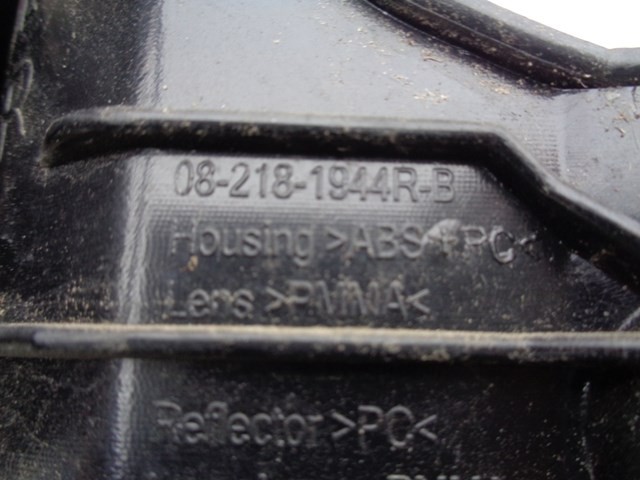 08-218-1944R-B
Housing >ABS+PC<
Lens >PMMA<
Reflector >PC<